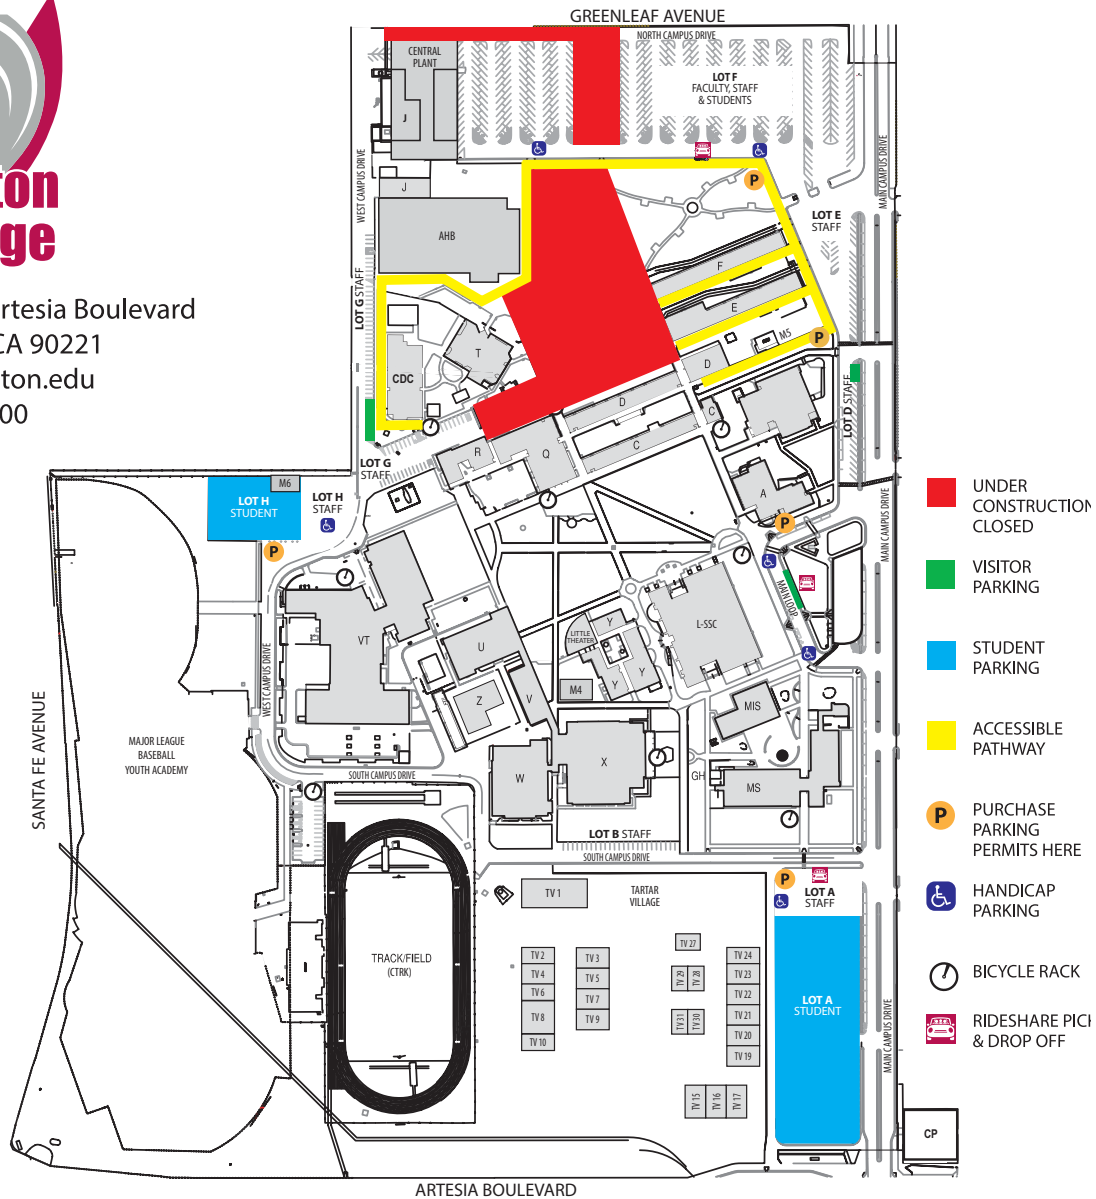 GREENLEAF AVENUE
NORTH CAMPUS DRIVE
CENTRAL
PLANT
LOT F
FACULTY, STAFF
& STUDENTS
J
WEST CAMPUS DRIVE
MAIN CAMPUS DRIVE
J
P
ton
ge
LOT E
STAFF
AHB
F
LOT G STAFF
E
rtesia Boulevard
CA 90221
ton.edu
00
M5
P
T
D
CDC
D
C
LOT D STAFF
C
R
Q
LOT G
STAFF
M6
LOT H
STUDENT
LOT H
STAFF
A
P
P
MAIN CAMPUS DRIVE
UNDER
CONSTRUCTION
CLOSED
VISITOR
PARKING
MAIN LOOP
L-SSC
LITTLE
THEATER
Y
Y
Y
Y
VT
U
STUDENT
PARKING
WEST CAMPUS DRIVE
Z
V
M4
MIS
ACCESSIBLE
PATHWAY
SANTA FE AVENUE
MAJOR LEAGUE
BASEBALL
YOUTH ACADEMY
SOUTH CAMPUS DRIVE
W
X
GH
MS
P
PURCHASE
PARKING
PERMITS HERE
LOT B STAFF
SOUTH CAMPUS DRIVE
P
LOT A
STAFF
HANDICAP
PARKING
TV 1
TARTAR
VILLAGE
TRACK/FIELD
(CTRK)
TV 2
TV 4
TV 6
TV 8
TV 10
TV 3
TV 5
TV 7
TV 9
TV 27
TV 29
TV 28
TV 31
TV 30
TV 24
TV 23
TV 22
TV 21
TV 20
TV 19
TV 15
TV 16
TV 17
LOT A
STUDENT
BICYCLE RACK
RIDESHARE PIC
& DROP OFF
MAIN CAMPUS DRIVE
CP
ARTESIA BOULEVARD